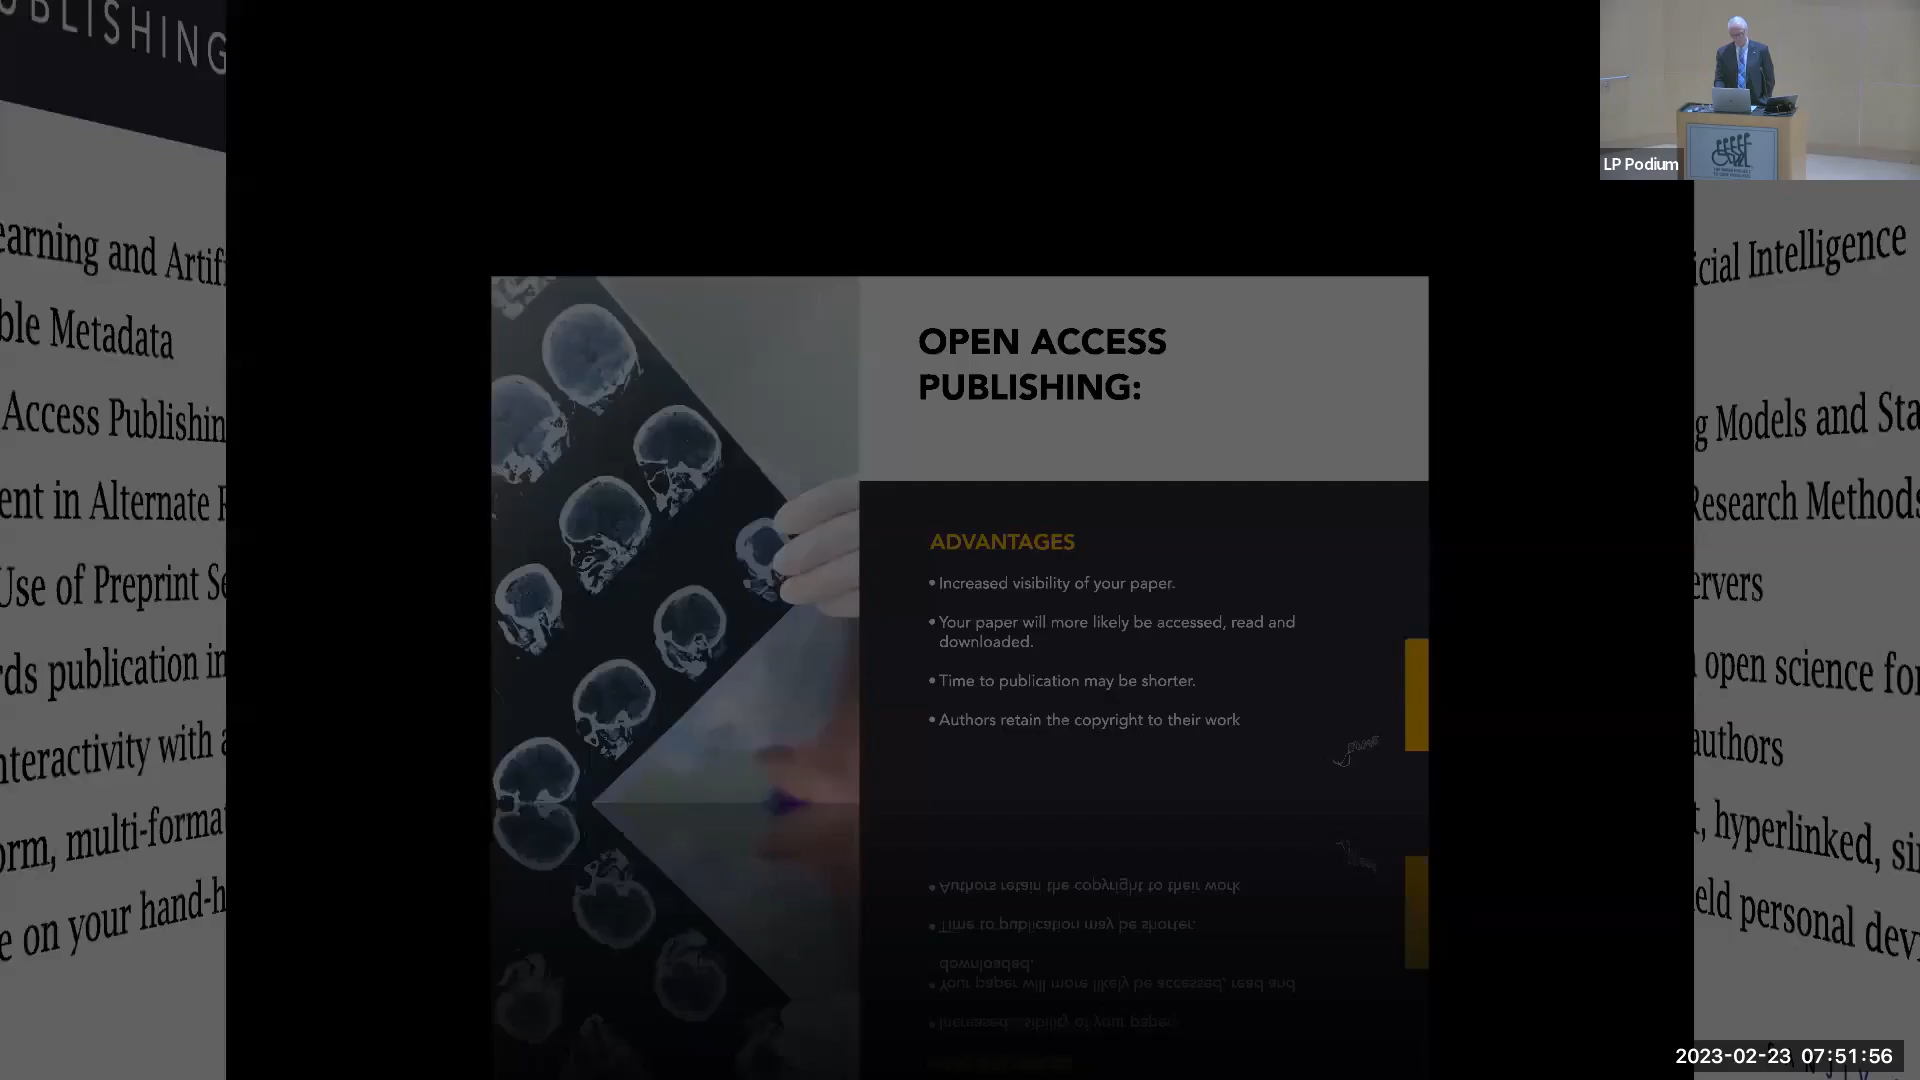 UBLISHING
earning and Artifi
icial Intelligence
ble Metadata
Access Publishin
g Models and Sta
ent in Alternate R
Research Methods
Use of Preprint Se
ervers
rds publication in
open science for
nteractivity with a
authors
orm, multi-forma
t, hyperlinked, si
e on your hand-h
eld personal devi
OPEN ACCESS
PUBLISHING:
ADVANTAGES
• Increased visibility of your paper.
• Your paper will more likely be accessed, read and
downloaded.
• Time to publication may be shorter.
• Authors retain the copyright to their work
LP Podium
2023-02-23 07:51:56